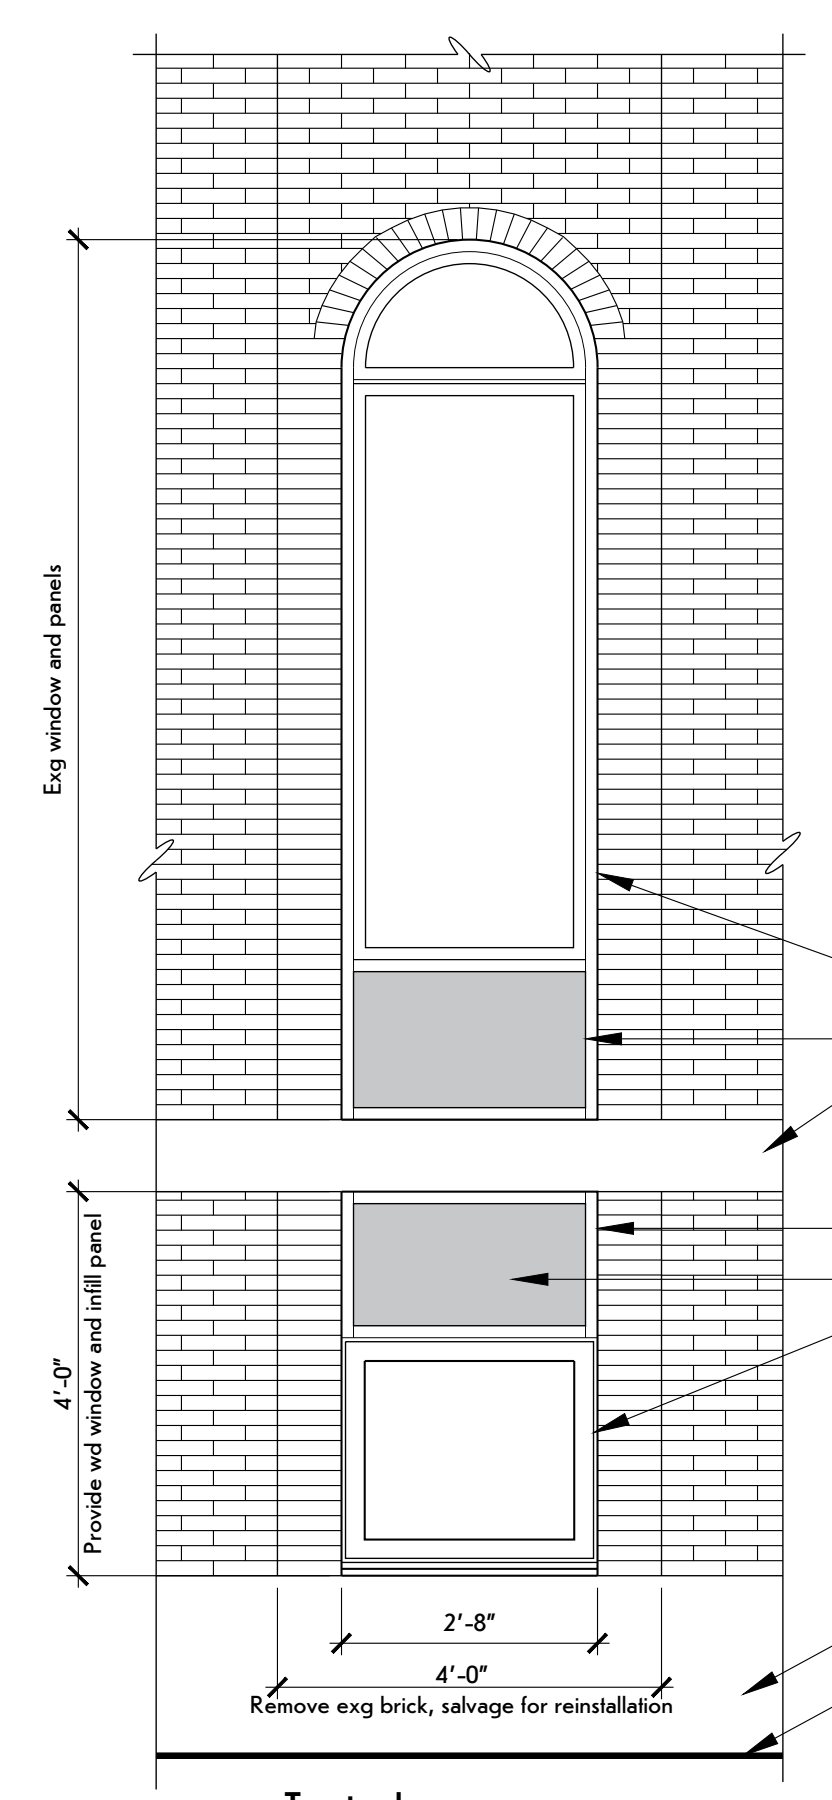 Exg window and panels
4'-0"
Provide wd window and infill panel
2'-8"
4'-0"
Remove exg brick, salvage for reinstallation